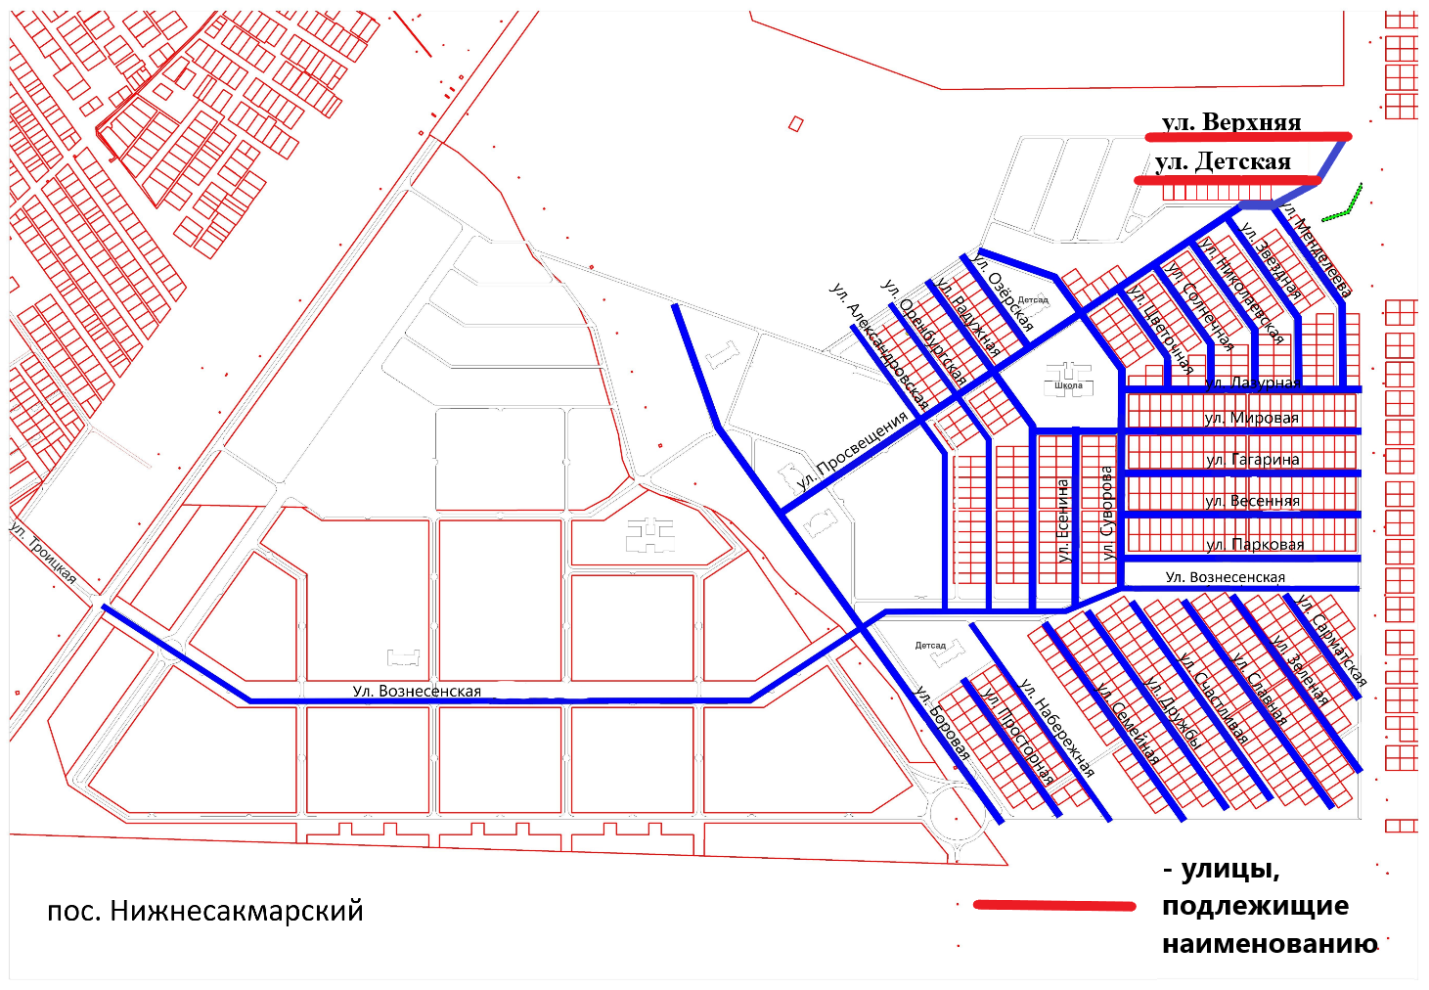 ул. Верхняя
ул. Детская
ул. Менделеева
ул. Звездная
ул. Николаевская
ул. Солнечная
ул. Цветочная
ул. Озёрская
Детсад
ул. Радужная
ул. Оренбургская
ул. Александровская
Школа
ул. Лазурная
ул. Мировая
ул. Просвещения
ул. Гагарина
ул. Есенина
ул. Суворова
ул. Весенняя
ул. Парковая
ул. Троицкая
Ул. Вознесенская
Детсад
ул. Сарматская
ул. Зеленая
ул. Славная
ул. Счастливая
ул. Дружбы
ул. Семейная
ул. Набережная
ул. Просторная
ул. Боровая
Ул. Вознесенская
- улицы,
подлежищие
наименованию
пос. Нижнесакмарский